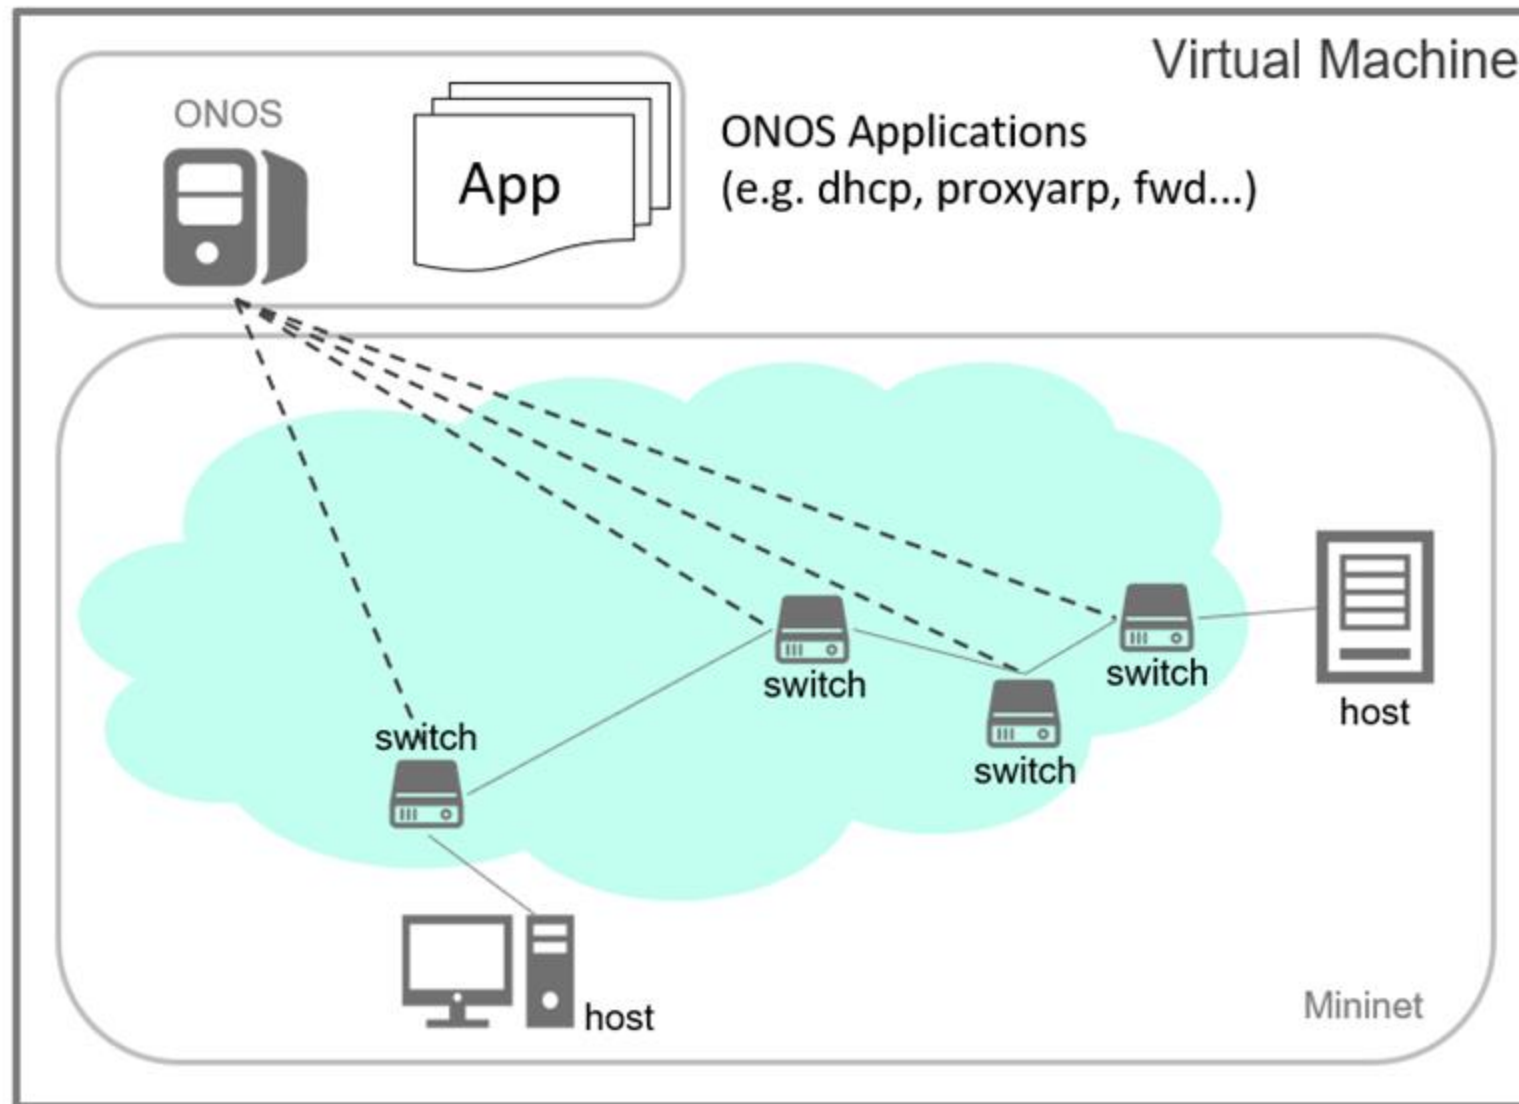 Virtual Machine
ONOS
App
ONOS Applications
(e.g. dhcp, proxyarp, fwd...)
switch
switch
switch
switch
host
host
Mininet